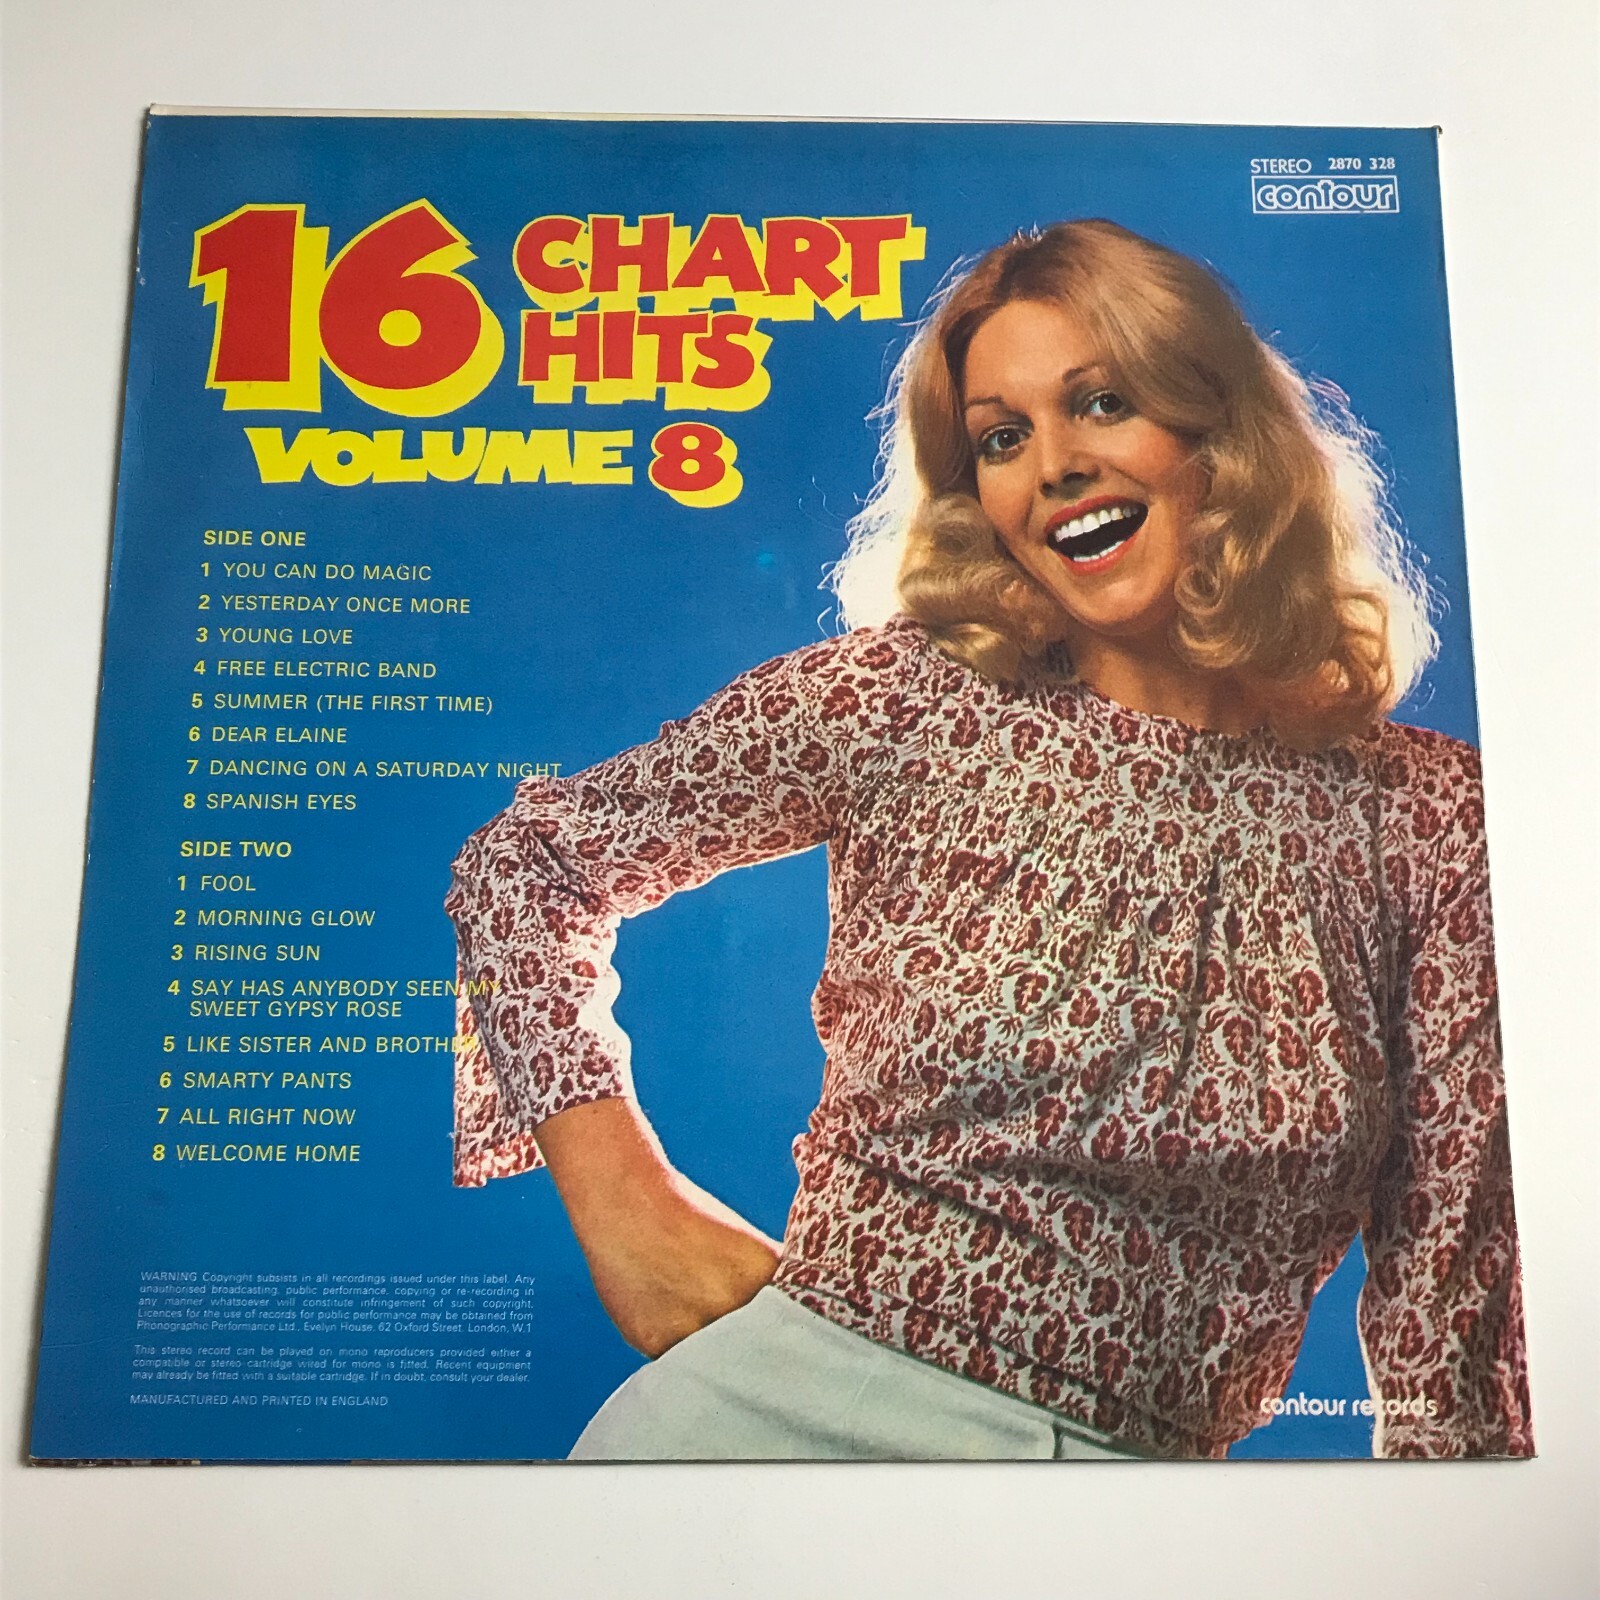 STEREO 2870 328
contour
16 CHART
HITS
VOLUME 8
SIDE ONE
1 YOU CAN DO MAGIC
2 YESTERDAY ONCE MORE
3 YOUNG LOVE
4 FREE ELECTRIC BAND
5 SUMMER (THE FIRST TIME)
6 DEAR ELAINE
7 DANCING ON A SATURDAY NIGHT
8 SPANISH EYES
SIDE TWO
1 FOOL
2 MORNING GLOW
3 RISING SUN
4 SAY HAS ANYBODY SEEN MY
SWEET GYPSY ROSE
5 LIKE SISTER AND BROTHER
6 SMARTY PANTS
7 ALL RIGHT NOW
8 WELCOME HOME
WARNING Copyright subsists in all recordings issued under this label. Any
unauthorised broadcasting, public performance, copying or re-recording in
any manner whatsoever will constitute infringement of such copyright.
Licences for the use of records for public performance may be obtained from
Phonographic Performance Ltd., Evelyn House, 62 Oxford Street, London, W.1
This stereo record can be played on mono reproducers provided either a
compatible or stereo cartridge wired for mono is fitted. Recent equipment
may already be fitted with a suitable cartridge. If in doubt, consult your dealer.
MANUFACTURED AND PRINTED IN ENGLAND
contour records